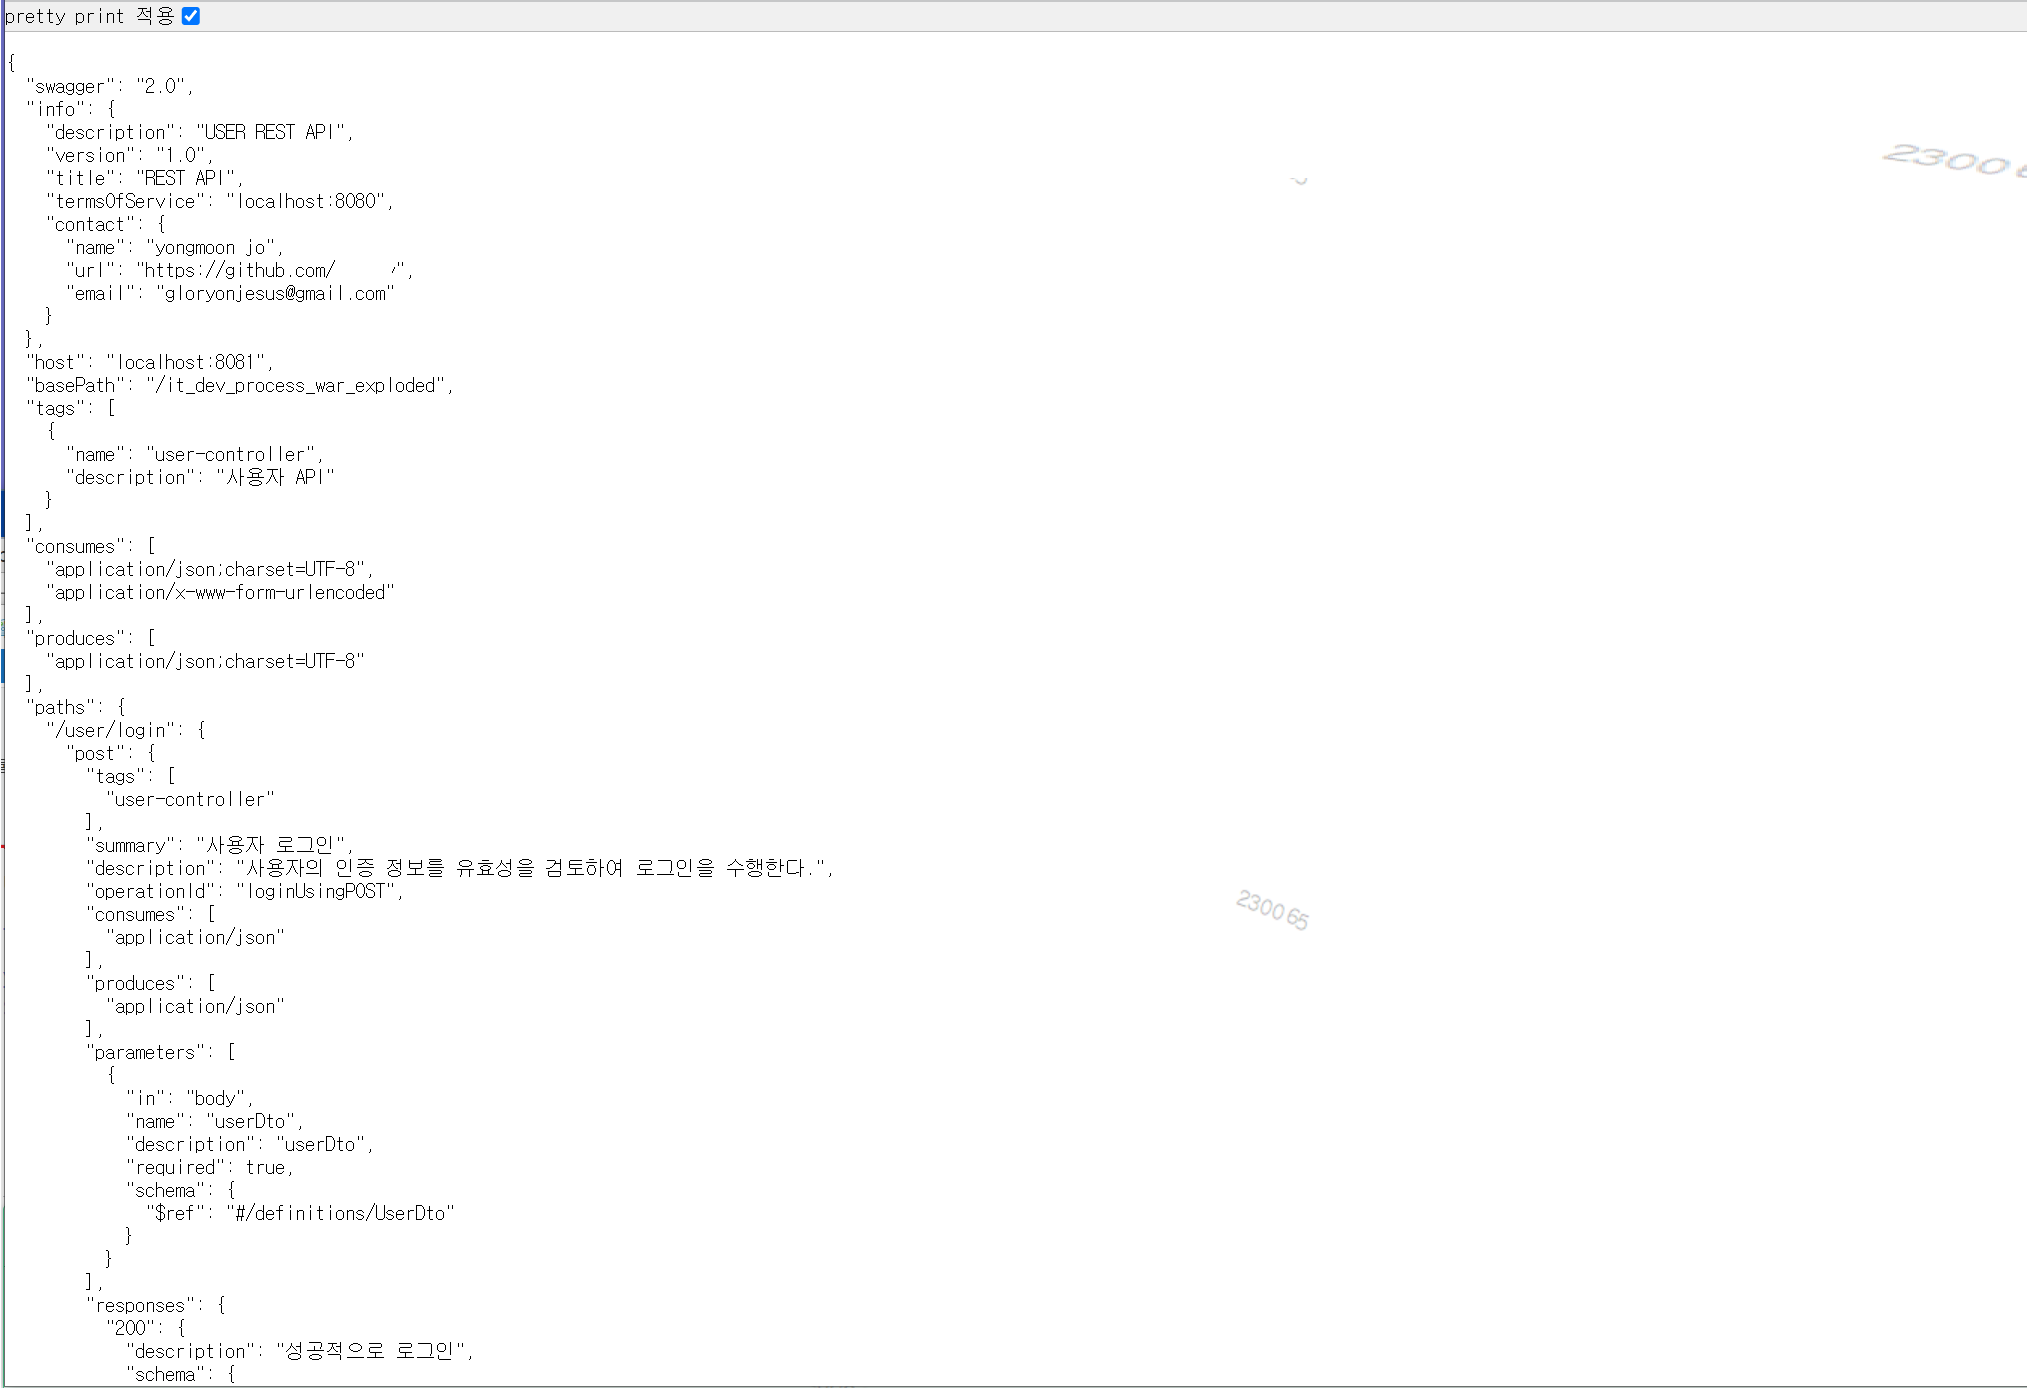 pretty print 적용
{
"swagger": "2.0",
"info": {
"description": "USER REST API",
"version": "1.0",
"title": "REST API",
"termsOfService": "localhost:8080",
"contact": {
"name": "yongmoon jo",
"url": "https://github.com/
"email": "gloryonjesus@gmail.com"
}
},
"host": "localhost:8081",
"basePath": "/it_dev_process_war_exploded",
"tags": [
{
"name": "user-controller",
"description": "사용자 API"
}
],
"consumes": [
"application/json;charset=UTF-8",
"application/x-www-form-urlencoded"
],
"produces": [
"application/json;charset=UTF-8"
],
"paths": {
"/user/login": {
"post": {
"tags": [
"user-controller"
],
"summary": "사용자 로그인",
"description": "사용자의 인증 정보를 유효성을 검토하여 로그인을 수행한다.",
"operationId": "loginUsingPOST",
"consumes": [
"application/json"
],
"produces": [
"application/json"
],
"parameters": [
{
"in": "body",
"name": "userDto",
"description": "userDto",
"required": true,
"schema": {
"$ref": "#/definitions/UserDto"
}
}
],
"responses": {
"200": {
"description": "성공적으로 로그인",
"schema": {
2300
230065